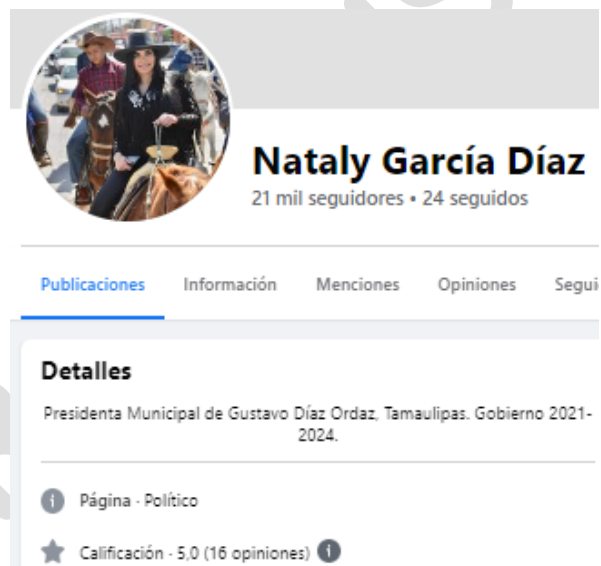 Nataly García Díaz
21 mil seguidores • 24 seguidos
Publicaciones Información Menciones Opiniones Segui
Detalles
Presidenta Municipal de Gustavo Díaz Ordaz, Tamaulipas. Gobierno 2021-
2024.
Página · Político
Calificación · 5,0 (16 opiniones)